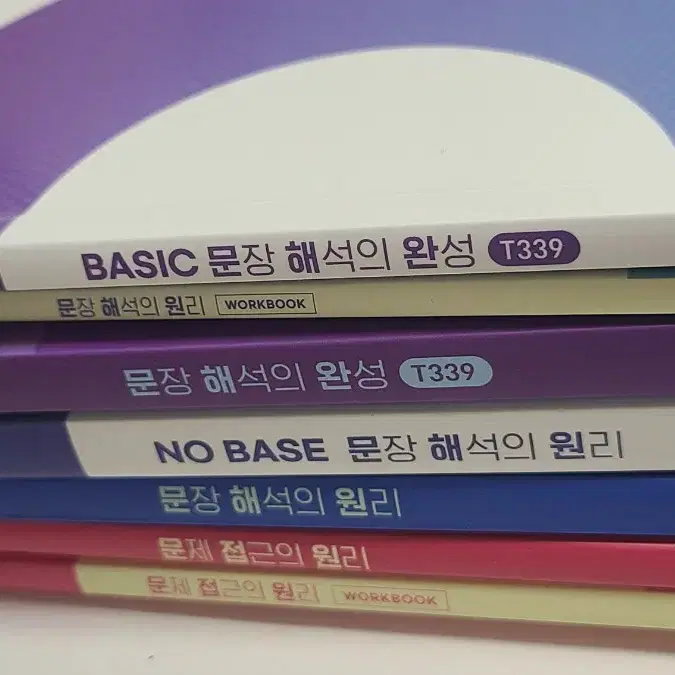 BASIC 문장 해석의 완성 T339
문장 해석의 원리 WORKBOOK
문장 해석의 완성 T339
NO BASE 문장 해석의 원리
문장 해석의 원리
문제 접근의 원리
문제 접근의 원리 WORKBOOK